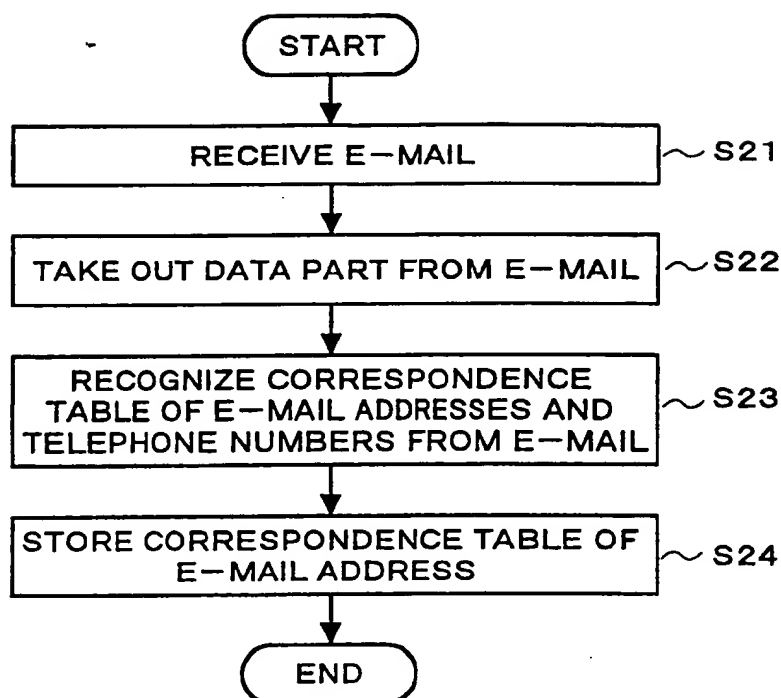 START
RECEIVE E-MAIL
S21
TAKE OUT DATA PART FROM E-MAIL
S22
RECOGNIZE CORRESPONDENCE
TABLE OF E-MAIL ADDRESSES AND
TELEPHONE NUMBERS FROM E-MAIL
S23
STORE CORRESPONDENCE TABLE OF
E-MAIL ADDRESS
S24
END